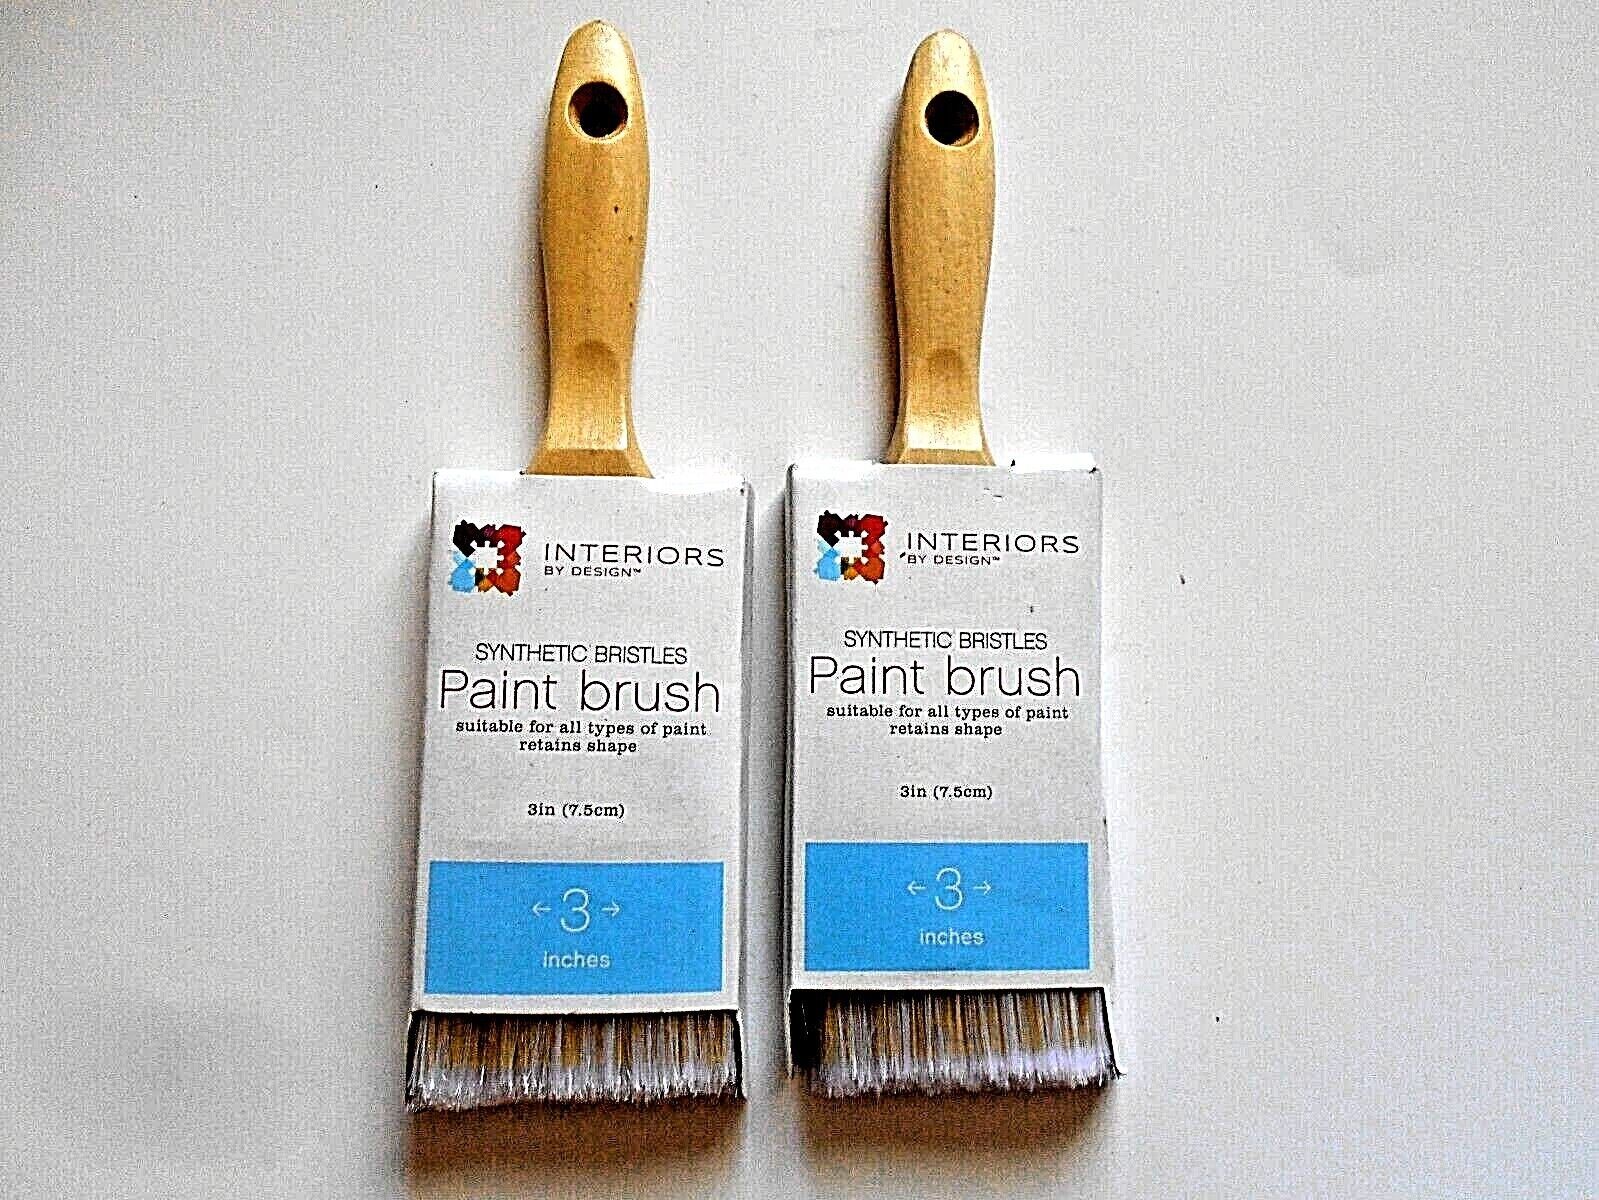 INTERIORS
BY DESIGN™
SYNTHETIC BRISTLES
Paint brush
suitable for all types of paint
retains shape
3in (7.5cm)
←3→
inches
INTERIORS
BY DESIGN™
SYNTHETIC BRISTLES
Paint brush
suitable for all types of paint
retains shape
3in (7.5cm)
←3→
inches